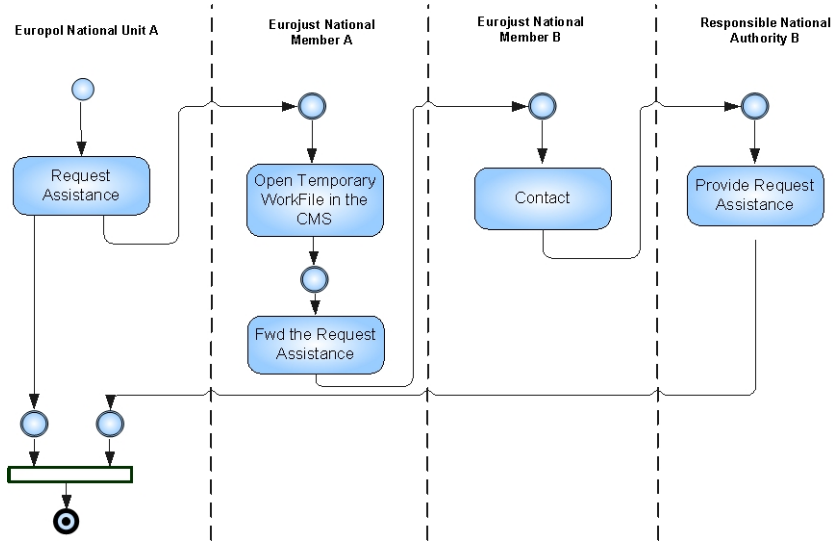 Europol National Unit A
Eurojust National
Member A
Eurojust National
Member B
Responsible National
Authority B
Request
Assistance
Open Temporary
WorkFile in the
CMS
Fwd the Request
Assistance
Contact
Provide Request
Assistance